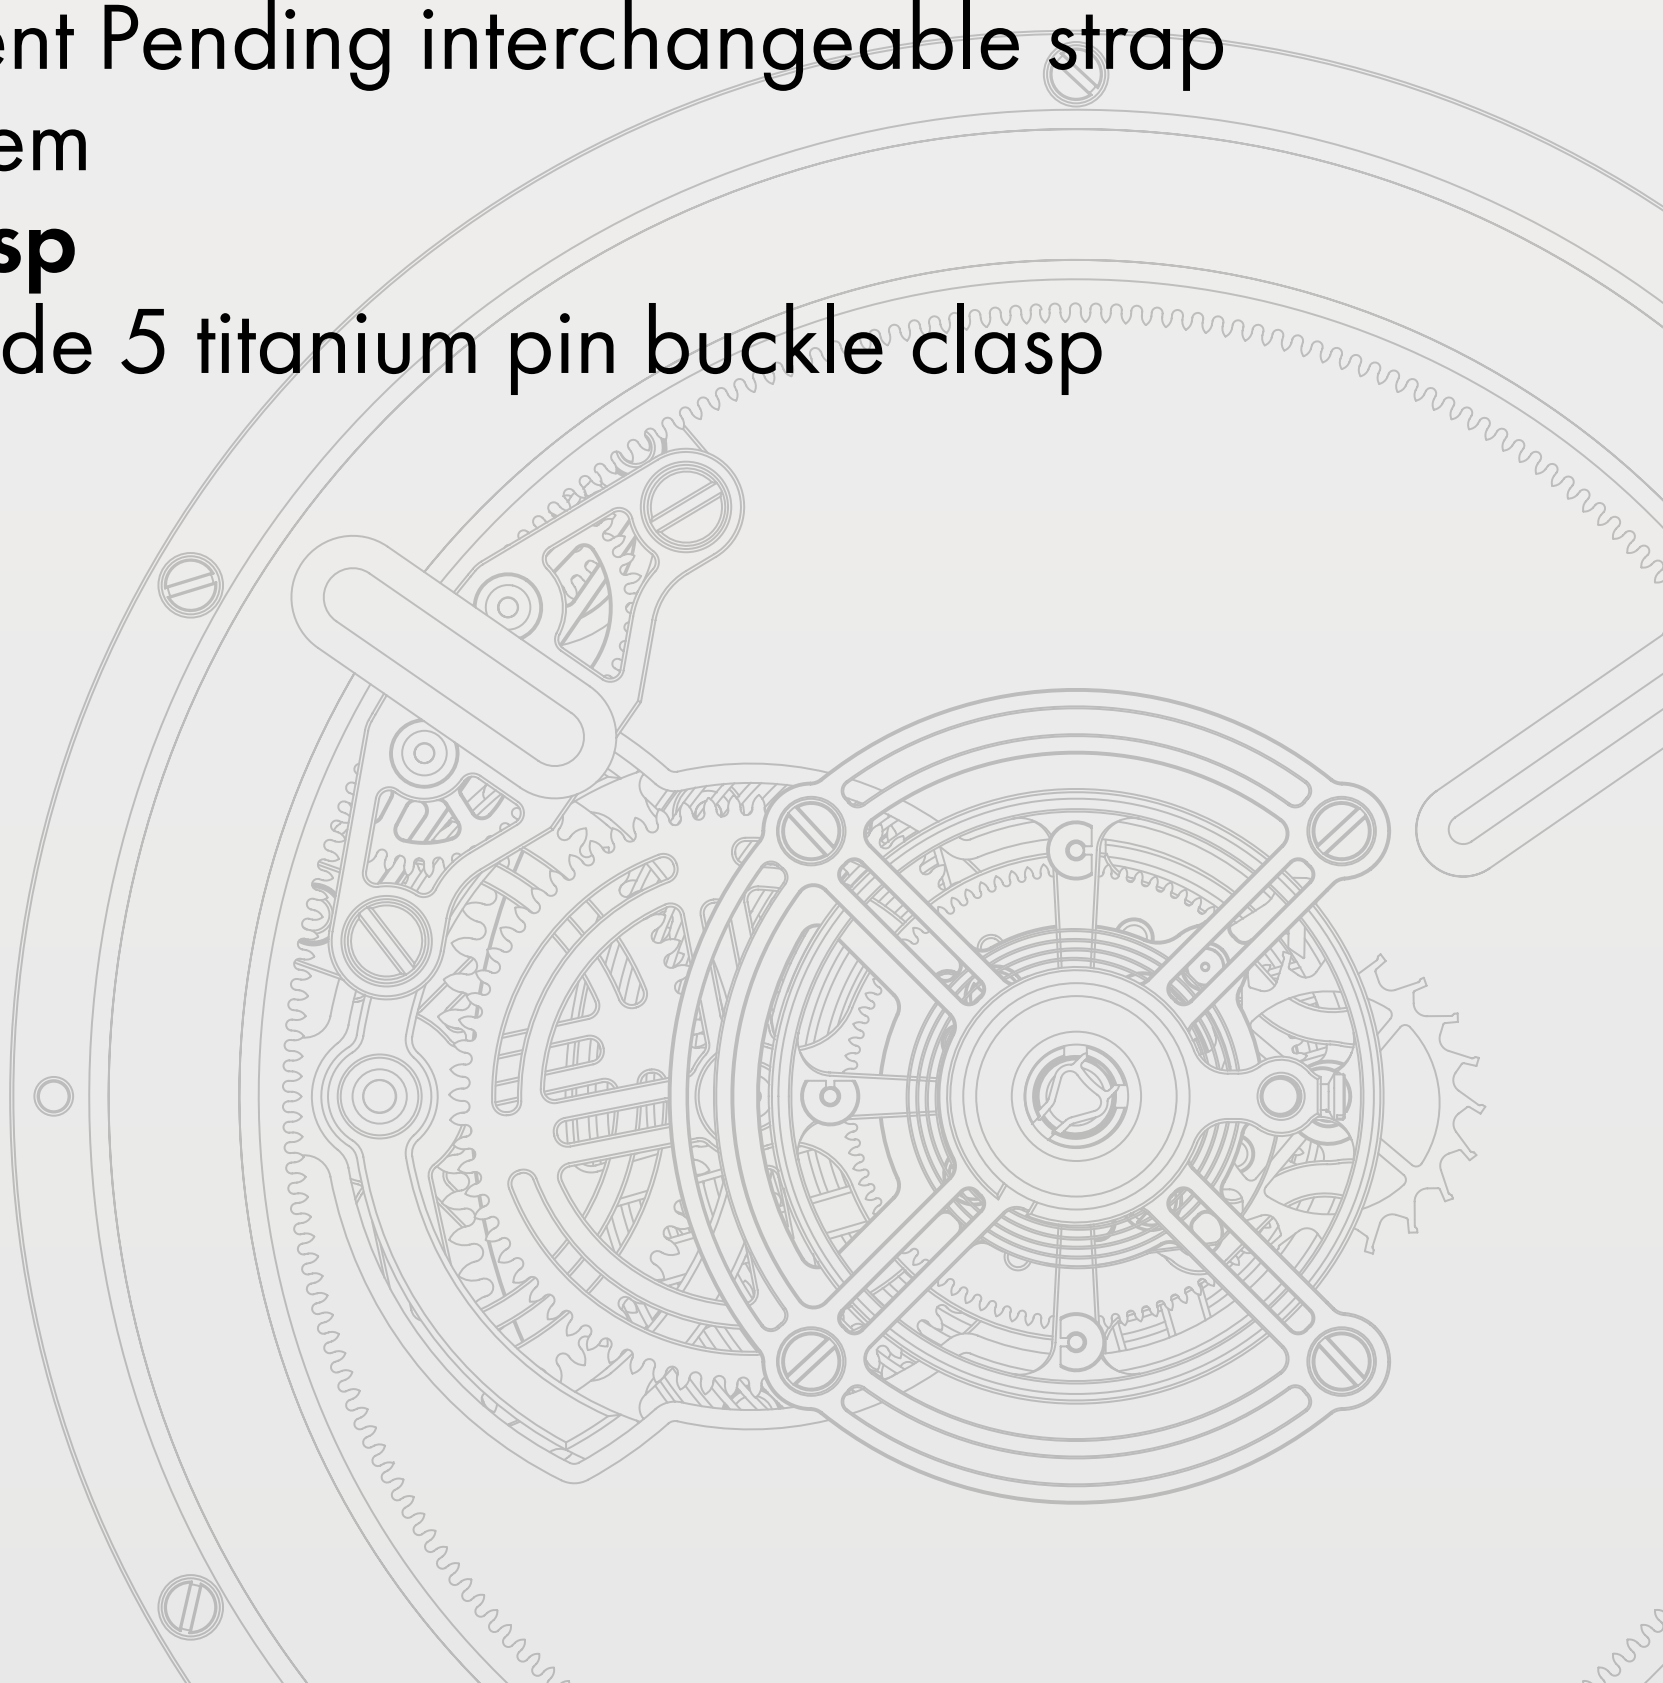 ent Pending interchangeable strap
em
sp
de 5 titanium pin buckle clasp